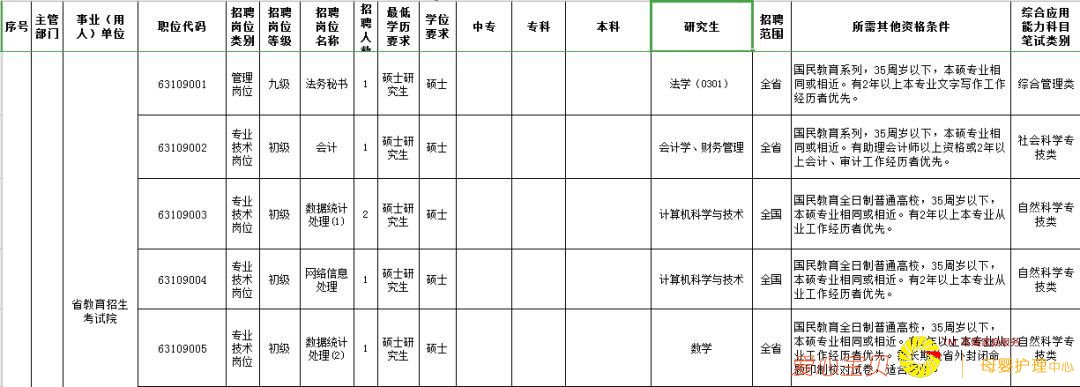 序号 主管部门 事业（用人）单位 职位代码 招聘岗位类别 招聘岗位等级 招聘岗位名称 招聘人数 最低学历要求 学位要求 中专 专科 本科 研究生 招聘范围 所需其他资格条件 综合应用能力科目笔试类别
63109001 管理岗位 九级 法务秘书 1 硕士研究生 硕士 法学（0301） 全省 国民教育系列，35周岁以下，本硕专业相同或相近。有2年以上本专业文字写作工作经历者优先。 综合管理类
63109002 专业技术岗位 初级 会计 1 硕士研究生 硕士 会计学、财务管理 全省 国民教育系列，35周岁以下，本硕专业相同或相近。有助理会计师以上资格或2年以上会计、审计工作经历者优先。 社会科学专技类
63109003 专业技术岗位 初级 数据统计处理(1) 2 硕士研究生 硕士 计算机科学与技术 全国 国民教育全日制普通高校，35周岁以下，本硕专业相同或相近。有2年以上本专业从业工作经历者优先。 自然科学专技类
省教育招生考试院
63109004 专业技术岗位 初级 网络信息处理 1 硕士研究生 硕士 计算机科学与技术 全国 国民教育全日制普通高校，35周岁以下，本硕专业相同或相近。有2年以上本专业从业工作经历者优先。 自然科学专技类
63109005 专业技术岗位 初级 数据统计处理(2) 1 硕士研究生 硕士 数学 全省 国民教育全日制普通高校，35周岁以下，本硕专业相同或相近。有2年以上本专业从业工作经历者优先。 自然科学专技类
母婴护理中心